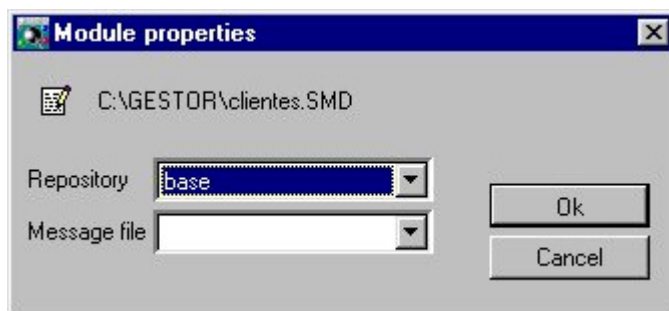 Module properties
C:\GESTOR\clientes.SMD
Repository base
Message file
Ok
Cancel